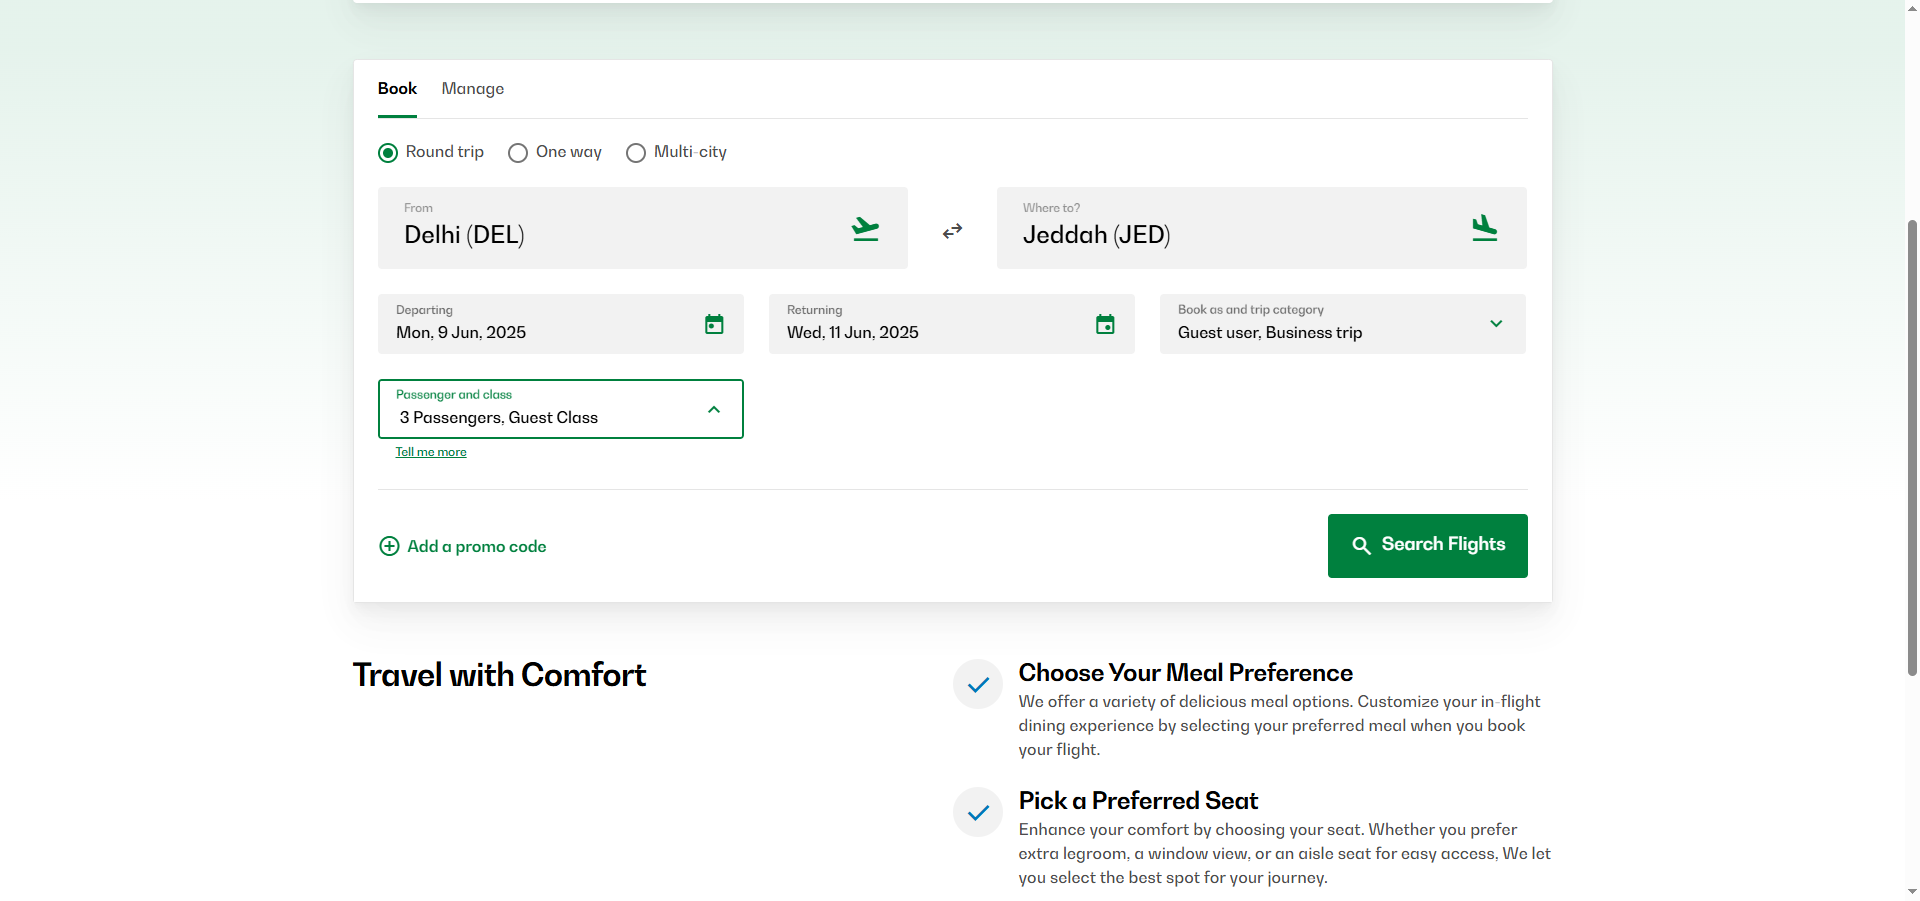 Book
Manage
Round trip
One way
Multi-city
From
Delhi (DEL)
Where to?
Jeddah (JED)
Departing
Mon, 9 Jun, 2025
Returning
Wed, 11 Jun, 2025
Book as and trip category
Guest user, Business trip
Passenger and class
3 Passengers, Guest Class
Tell me more
Add a promo code
Search Flights
Travel with Comfort
Choose Your Meal Preference
We offer a variety of delicious meal options. Customize your in-flight
dining experience by selecting your preferred meal when you book
your flight.
Pick a Preferred Seat
Enhance your comfort by choosing your seat. Whether you prefer
extra legroom, a window view, or an aisle seat for easy access, We let
you select the best spot for your journey.